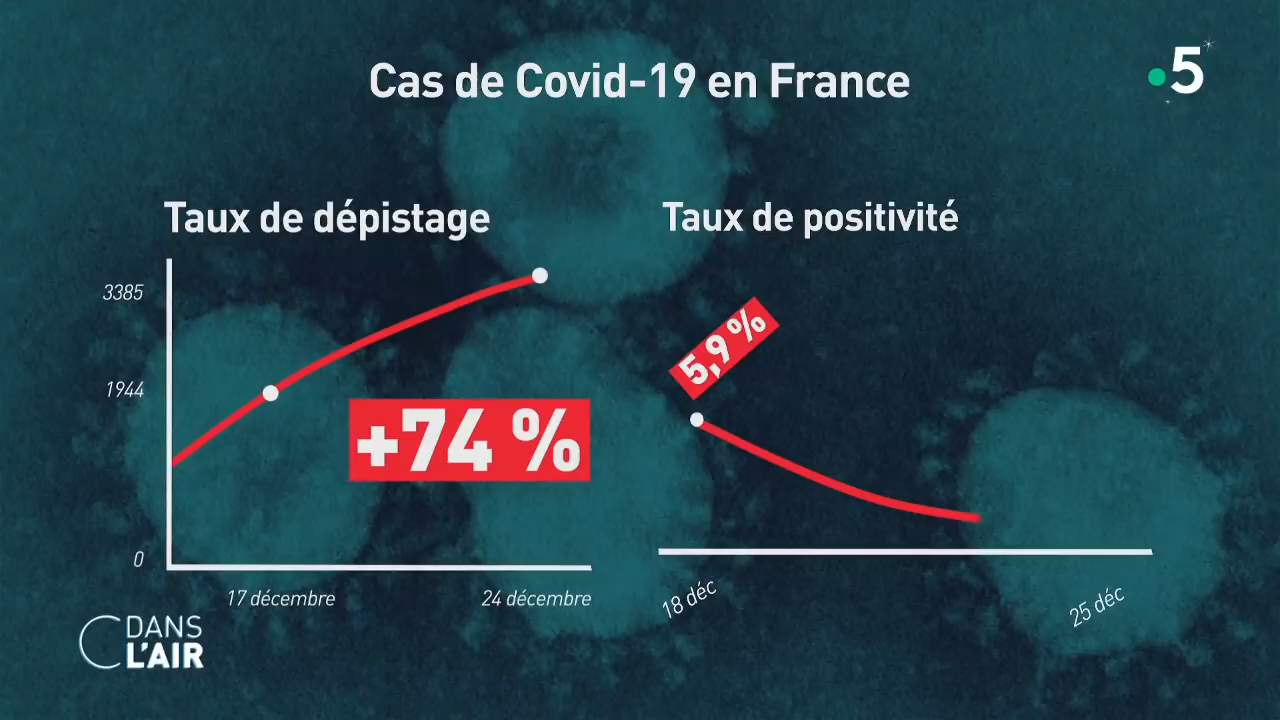 Cas de Covid-19 en France
5
Taux de dépistage
3385
1944
0
+74 %
17 décembre
24 décembre
Taux de positivité
5,9 %
18 déc
25 déc
C DANS
L'AIR